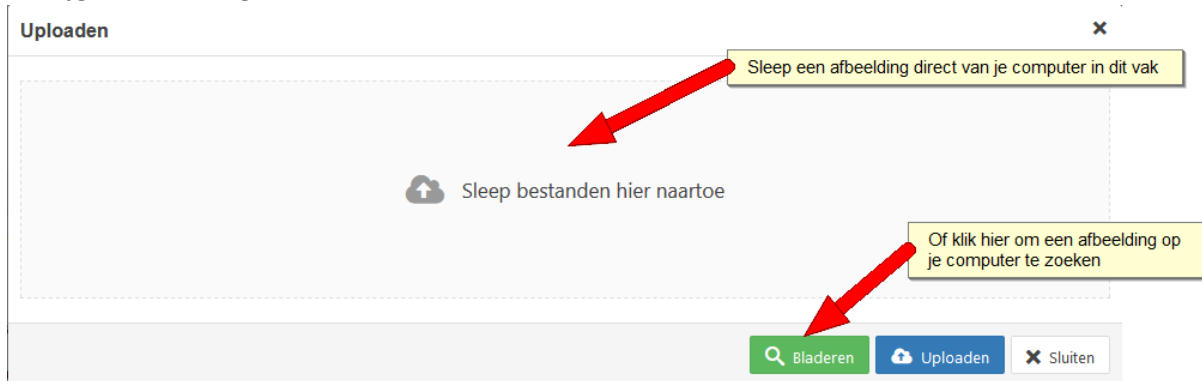 Uploaden
Sleep een afbeelding direct van je computer in dit vak
Sleep bestanden hier naartoe
Of klik hier om een afbeelding op
je computer te zoeken
Bladeren
Uploaden
Sluiten